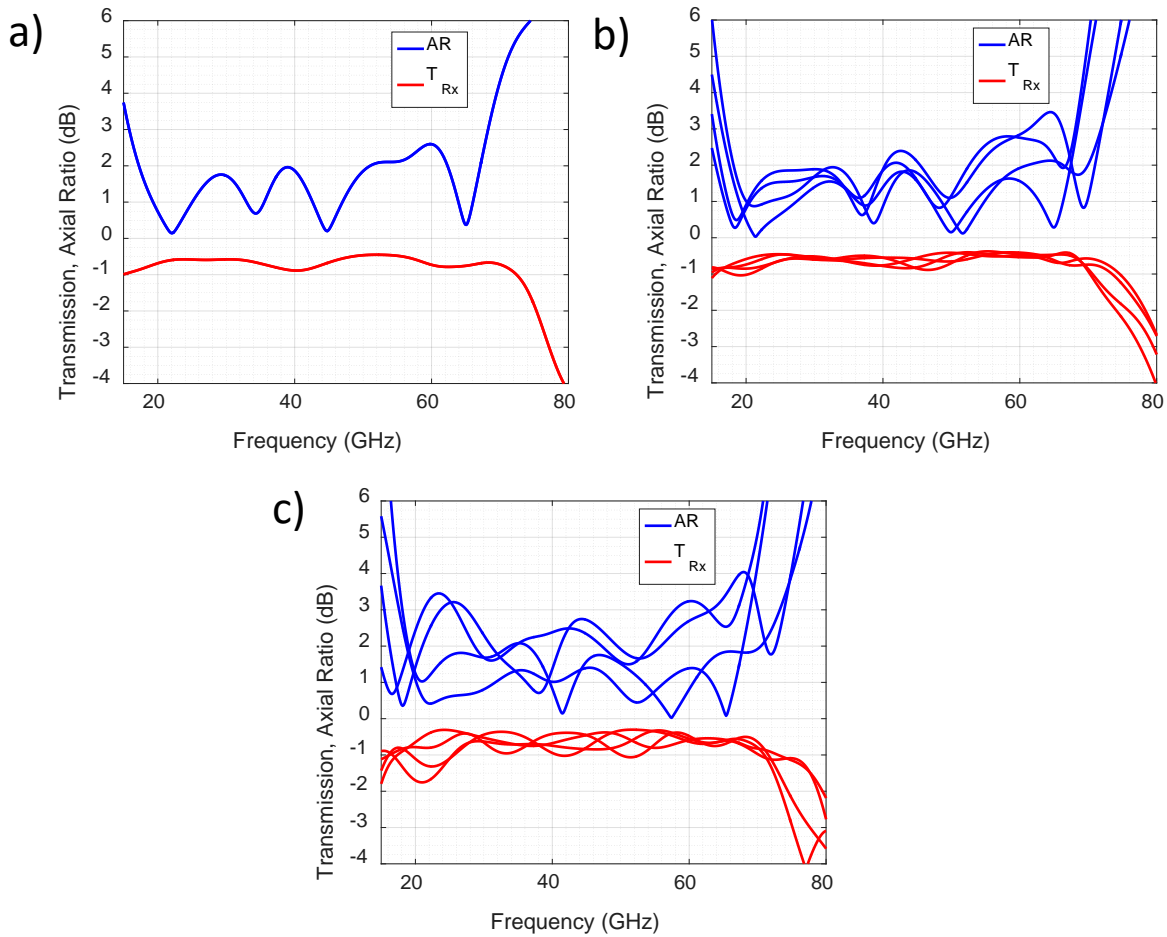 a)
Transmission, Axial Ratio (dB)
6
5
4
3
2
1
0
-1
-2
-3
-4
AR
T
Rx
20
40
60
80
Frequency (GHz)
b)
Transmission, Axial Ratio (dB)
6
5
4
3
2
1
0
-1
-2
-3
-4
AR
T
Rx
20
40
60
80
Frequency (GHz)
c)
Transmission, Axial Ratio (dB)
6
5
4
3
2
1
0
-1
-2
-3
-4
AR
T
Rx
20
40
60
80
Frequency (GHz)